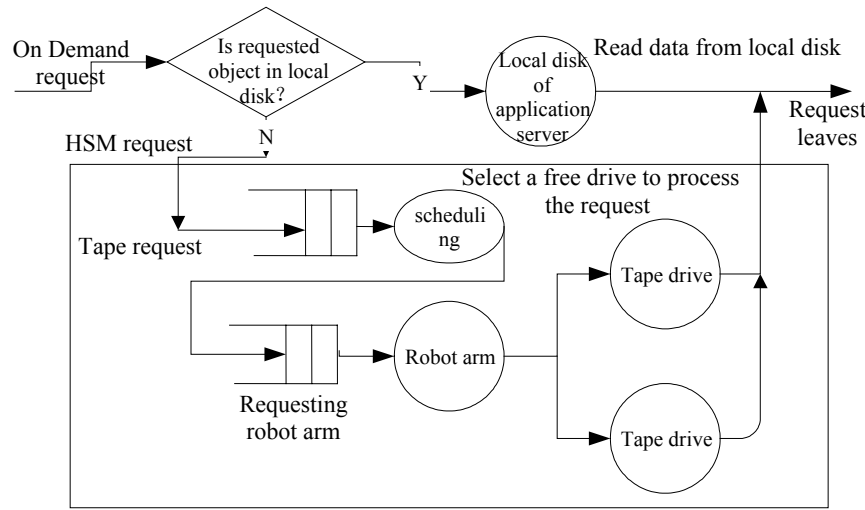 On Demand
request
Is requested
object in local
disk?
Y
N
Local disk
of
application
server
Read data from local disk
Request
leaves
HSM request
Tape request
scheduli
ng
Select a free drive to process
the request
Requesting
robot arm
Robot arm
Tape drive
Tape drive